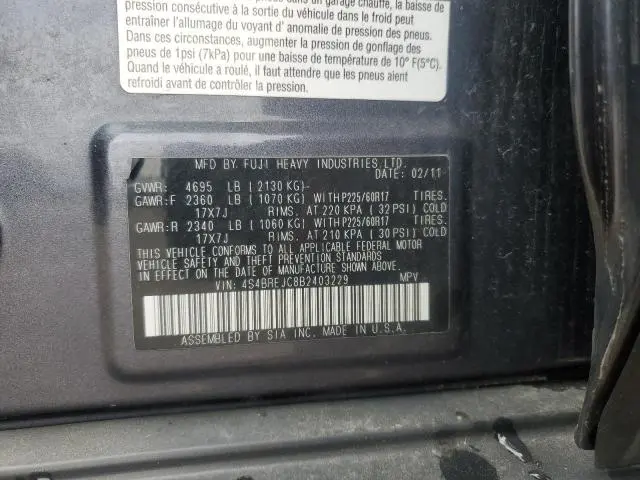 pression consécutive à la sortie du véhicule dans le froid peut
entraîner l'allumage du voyant d' anomalie de pression des pneus.
Dans ces circonstances, augmenter la pression de gonflage des
pneus de 1psi (7kPa) pour une baisse de température de 10° F(5°C).
Quand le véhicule a roulé, il faut attendre que les pneus aient
refroidi avant de contrôler la pression.
MFD BY. FUJI HEAVY INDUSTRIES LTD.
DATE: 02/11
GVWR: 4695 LB ( 2130 KG)
GAWR:F 2360 LB ( 1070 KG) WITH P225/60R17 TIRES.
17X7J RIMS. AT 220 KPA ( 32 PSI) COLD
GAWR:R 2340 LB ( 1060 KG) WITH P225/60R17 TIRES.
17X7J RIMS. AT 210 KPA ( 30 PSI) COLD
THIS VEHICLE CONFORMS TO ALL APPLICABLE FEDERAL MOTOR
VEHICLE SAFETY AND THEFT PREVENTION STANDARDS
IN EFFECT ON THE DATE OF MANUFACTURE SHOWN ABOVE.
VIN: 4S4BREJC8B2403229 MPV
ASSEMBLED BY SIA INC. MADE IN U.S.A.